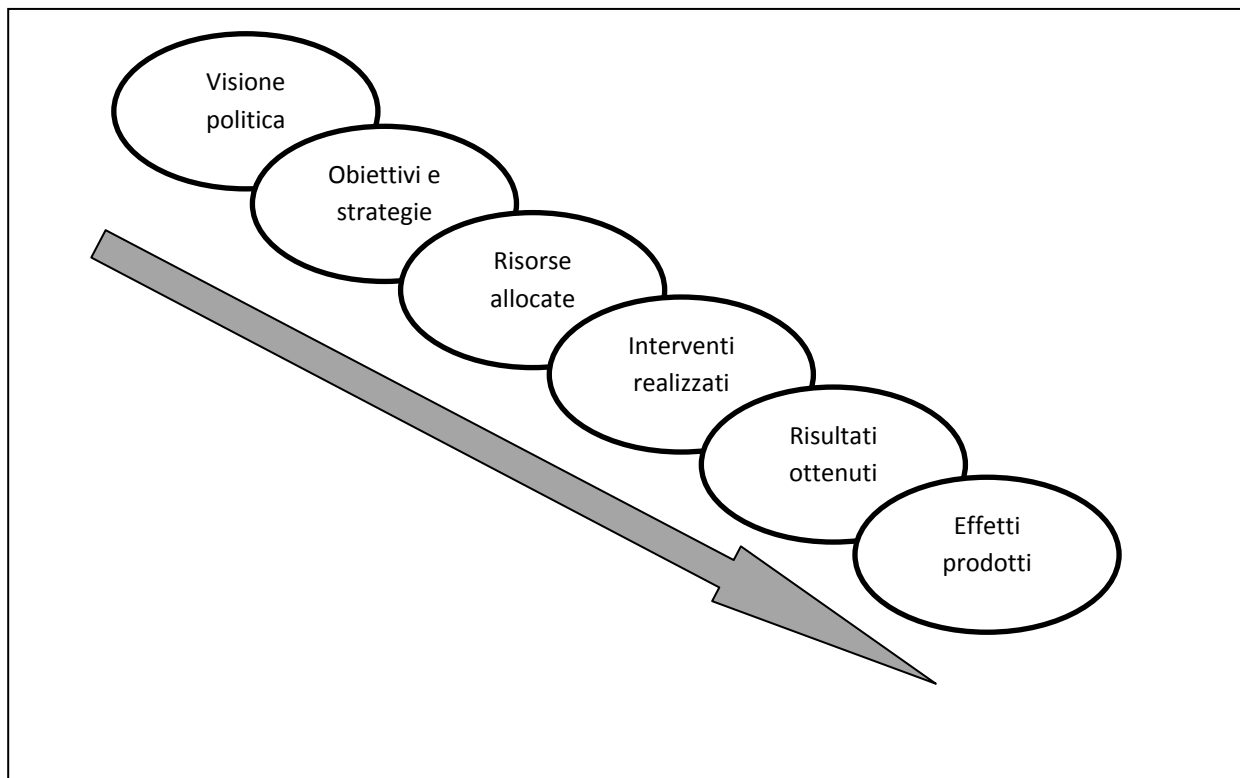 Visione
politica
Obiettivi e
strategie
Risorse
allocate
Interventi
realizzati
Risultati
ottenuti
Effetti
prodotti